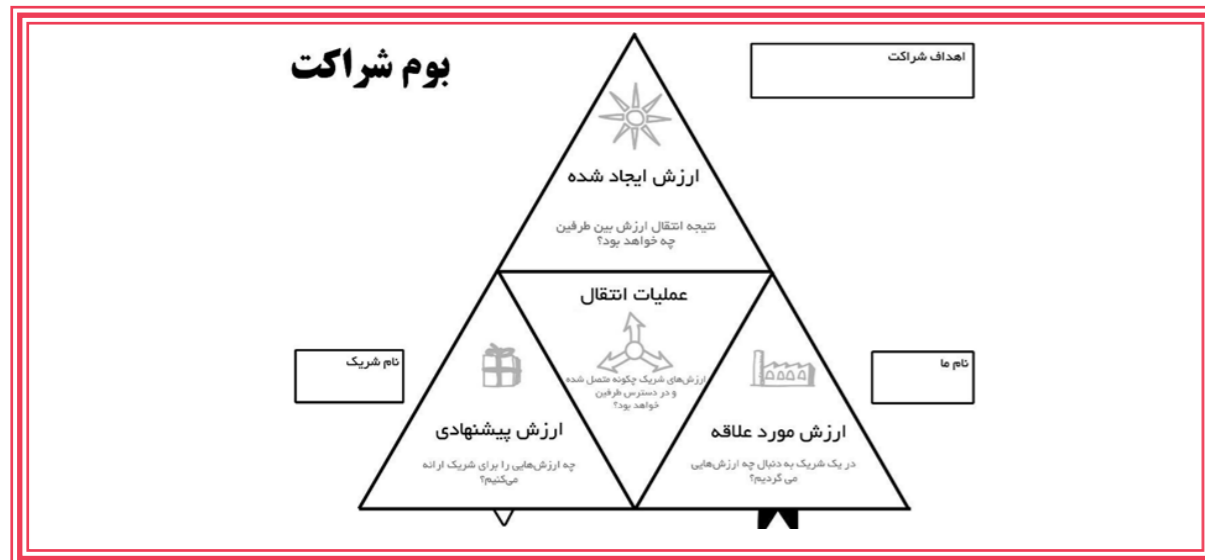 بوم شراکت
اهداف شراکت
ارزش ایجاد شده
نتیجه انتقال ارزش بین طرفین
چه خواهد بود؟
عملیات انتقال
ارزش‌های شریک چگونه متصل شده
و در دسترس طرفین
خواهد بود؟
نام ما
نام شریک
ارزش مورد علاقه
در یک شریک به دنبال چه ارزش‌هایی
می گردیم؟
ارزش پیشنهادی
چه ارزش‌هایی را برای شریک ارائه
می‌کنیم؟